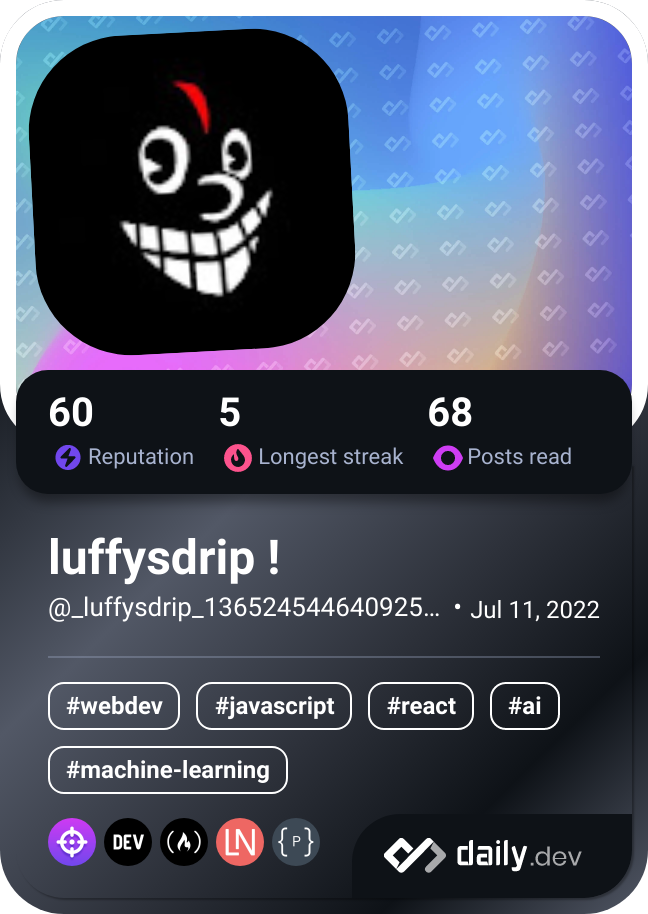 60 5 68
Reputation Longest streak Posts read
luffysdrip !
@_luffysdrip_136524544640925… • Jul 11, 2022
#webdev #javascript #react #ai
#machine-learning
DEV LN {P} daily.dev